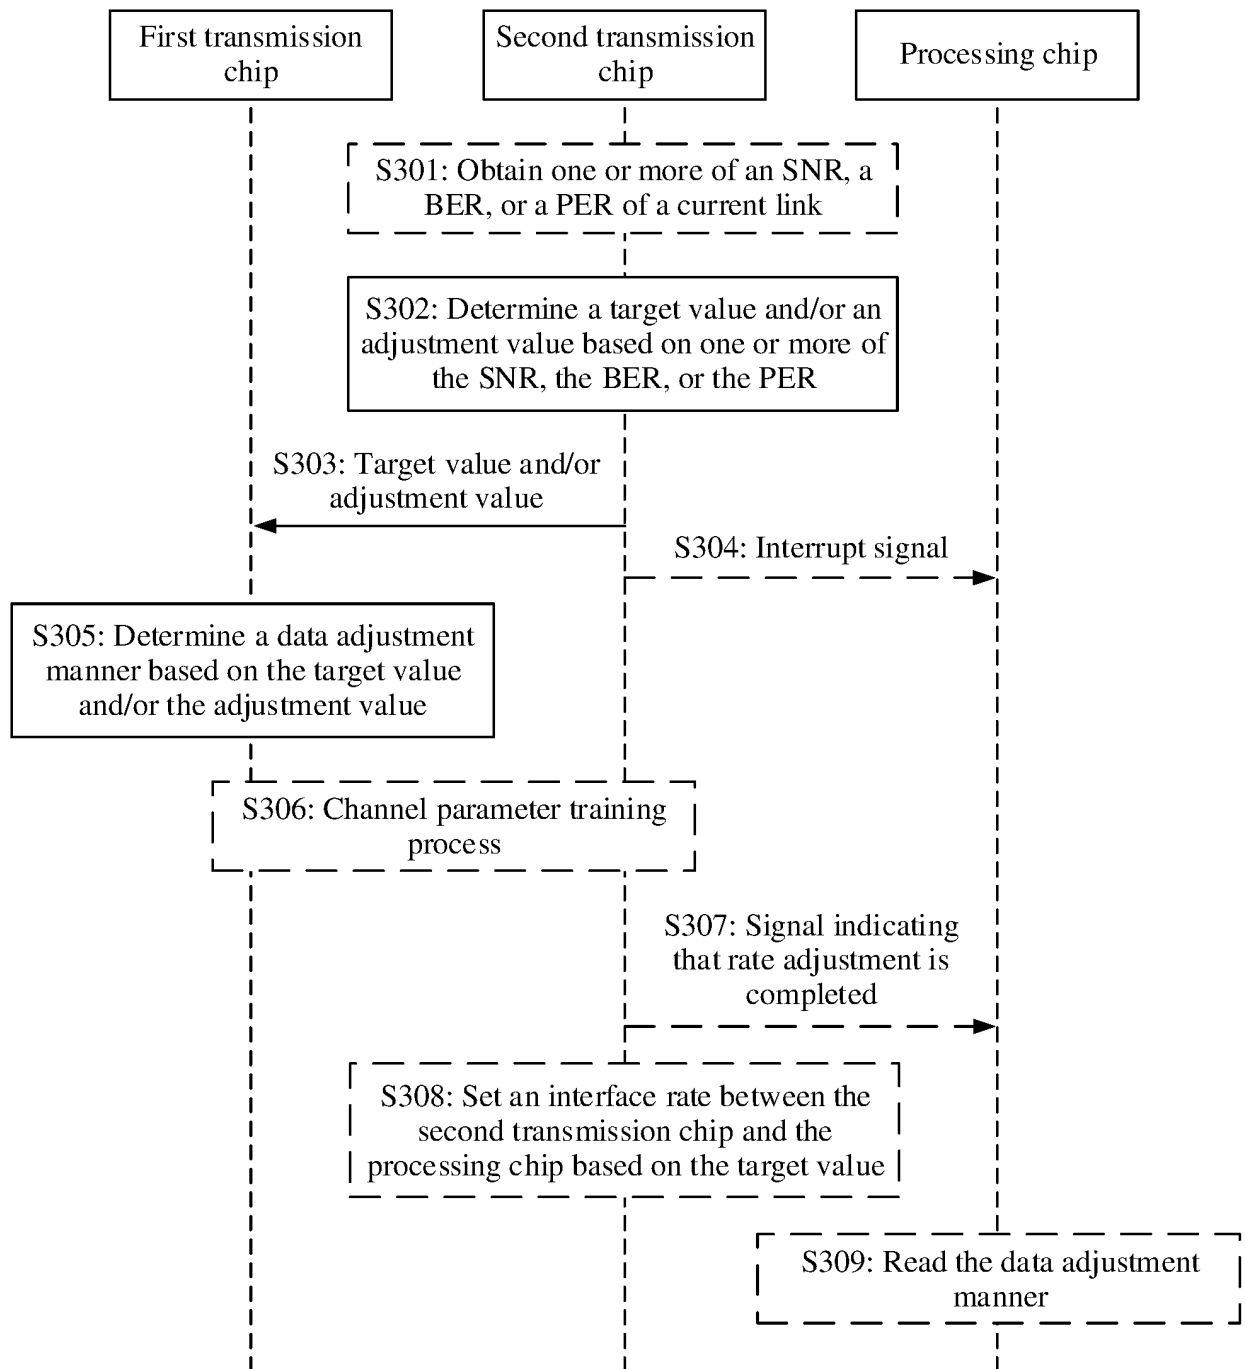 First transmission
chip
Second transmission
chip
Processing chip
S301: Obtain one or more of an SNR, a
BER, or a PER of a current link
S302: Determine a target value and/or an
adjustment value based on one or more of
the SNR, the BER, or the PER
S303: Target value and/or
adjustment value
S304: Interrupt signal
S305: Determine a data adjustment
manner based on the target value
and/or the adjustment value
S306: Channel parameter training
process
S307: Signal indicating
that rate adjustment is
completed
S308: Set an interface rate between the
second transmission chip and the
processing chip based on the target value
S309: Read the data adjustment
manner